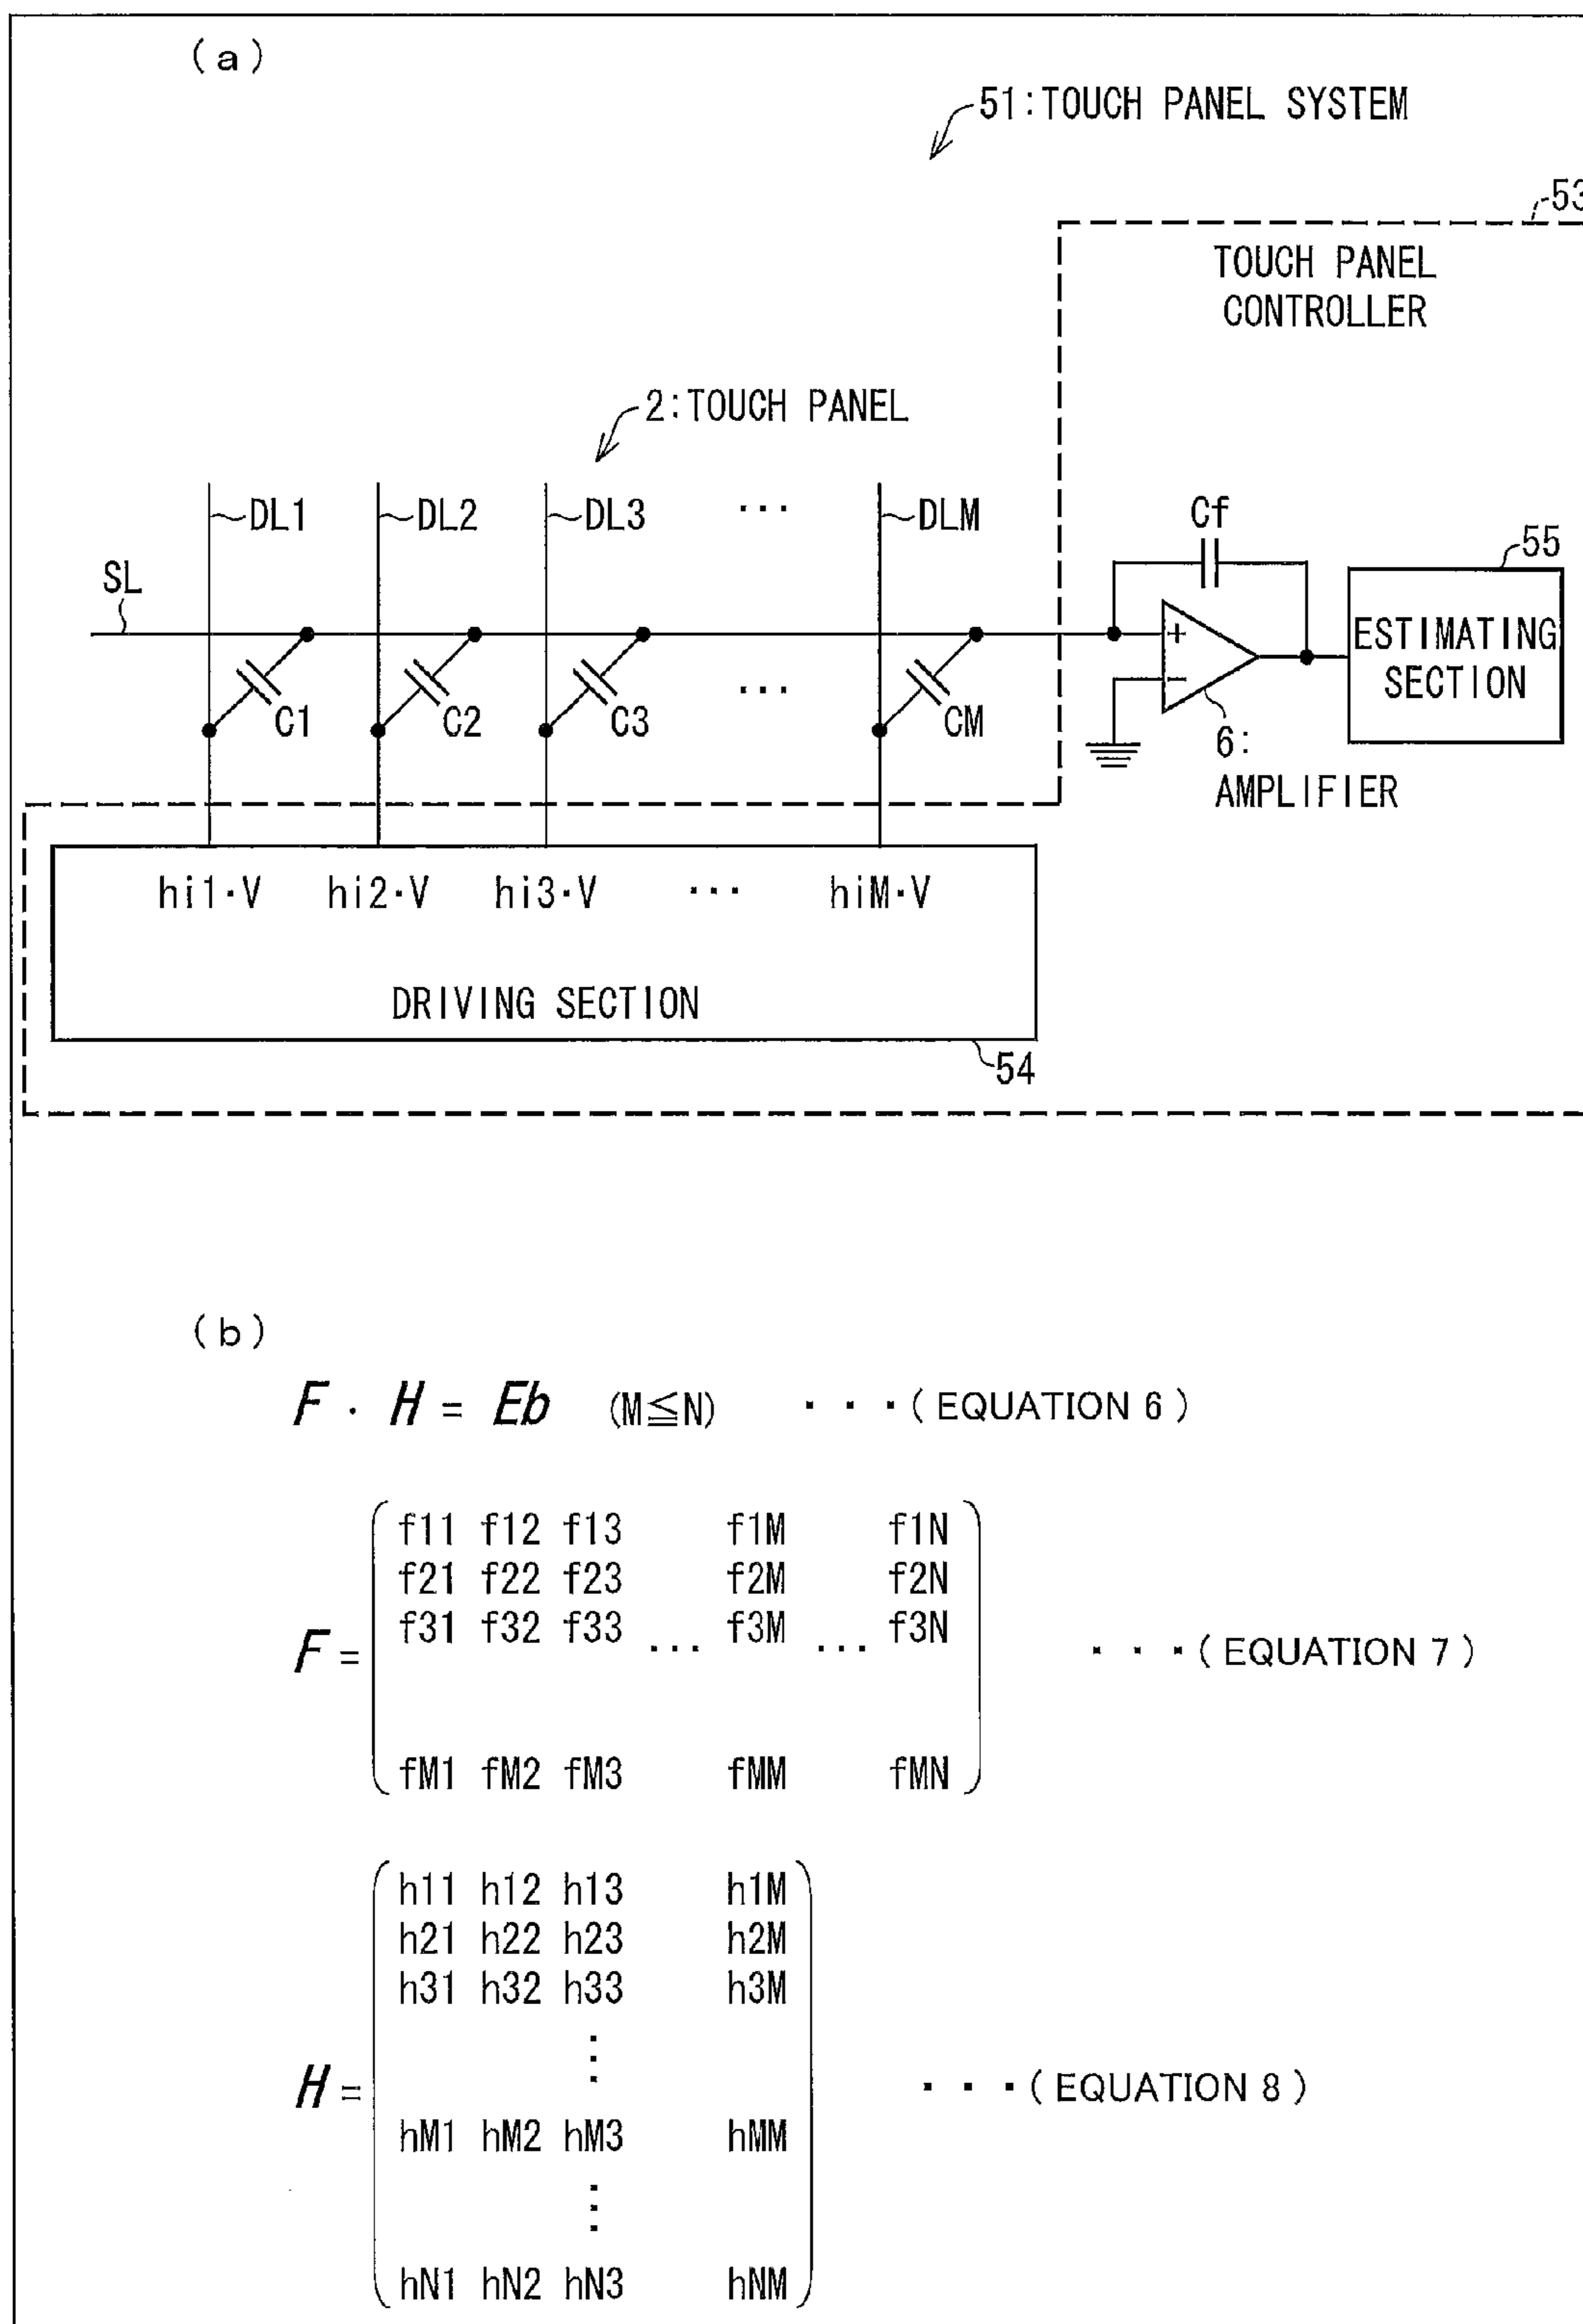 (a)
51:TOUCH PANEL SYSTEM
53
TOUCH PANEL
CONTROLLER
2:TOUCH PANEL
DL1 DL2 DL3 ... DLM
Cf
55
SL
+
−
ESTIMATING
SECTION
C1 C2 C3 ... CM
6:
AMPLIFIER
hi1·V hi2·V hi3·V ... hiM·V
DRIVING SECTION
54
(b)
F · H = Eb (M≦N) ···(EQUATION 6)
f11 f12 f13 f1M f1N
f21 f22 f23 f2M f2N
f31 f32 f33 ... f3M ... f3N
F= ···(EQUATION 7)
fM1 fM2 fM3 fMM fMN
h11 h12 h13 h1M
h21 h22 h23 h2M
h31 h32 h33 h3M
⋮
H= ···(EQUATION 8)
hM1 hM2 hM3 hMM
⋮
hN1 hN2 hN3 hNM